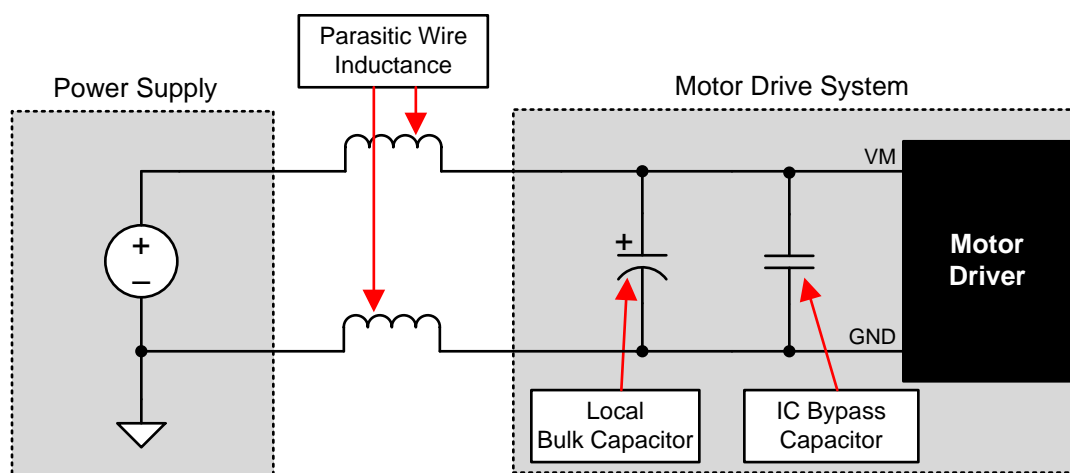 Parasitic Wire
Inductance
Power Supply
Motor Drive System
VM
+
−
+
Motor
Driver
GND
Local
Bulk Capacitor
IC Bypass
Capacitor